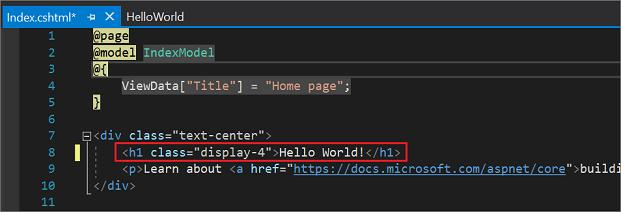 Index.cshtml* HelloWorld
1 @page
2 @model IndexModel
3 @{
4 ViewData["Title"] = "Home page";
5 }
6
7 <div class="text-center">
8 <h1 class="display-4">Hello World!</h1>
9 <p>Learn about <a href="https://docs.microsoft.com/aspnet/core">buildi
10 </div>
11